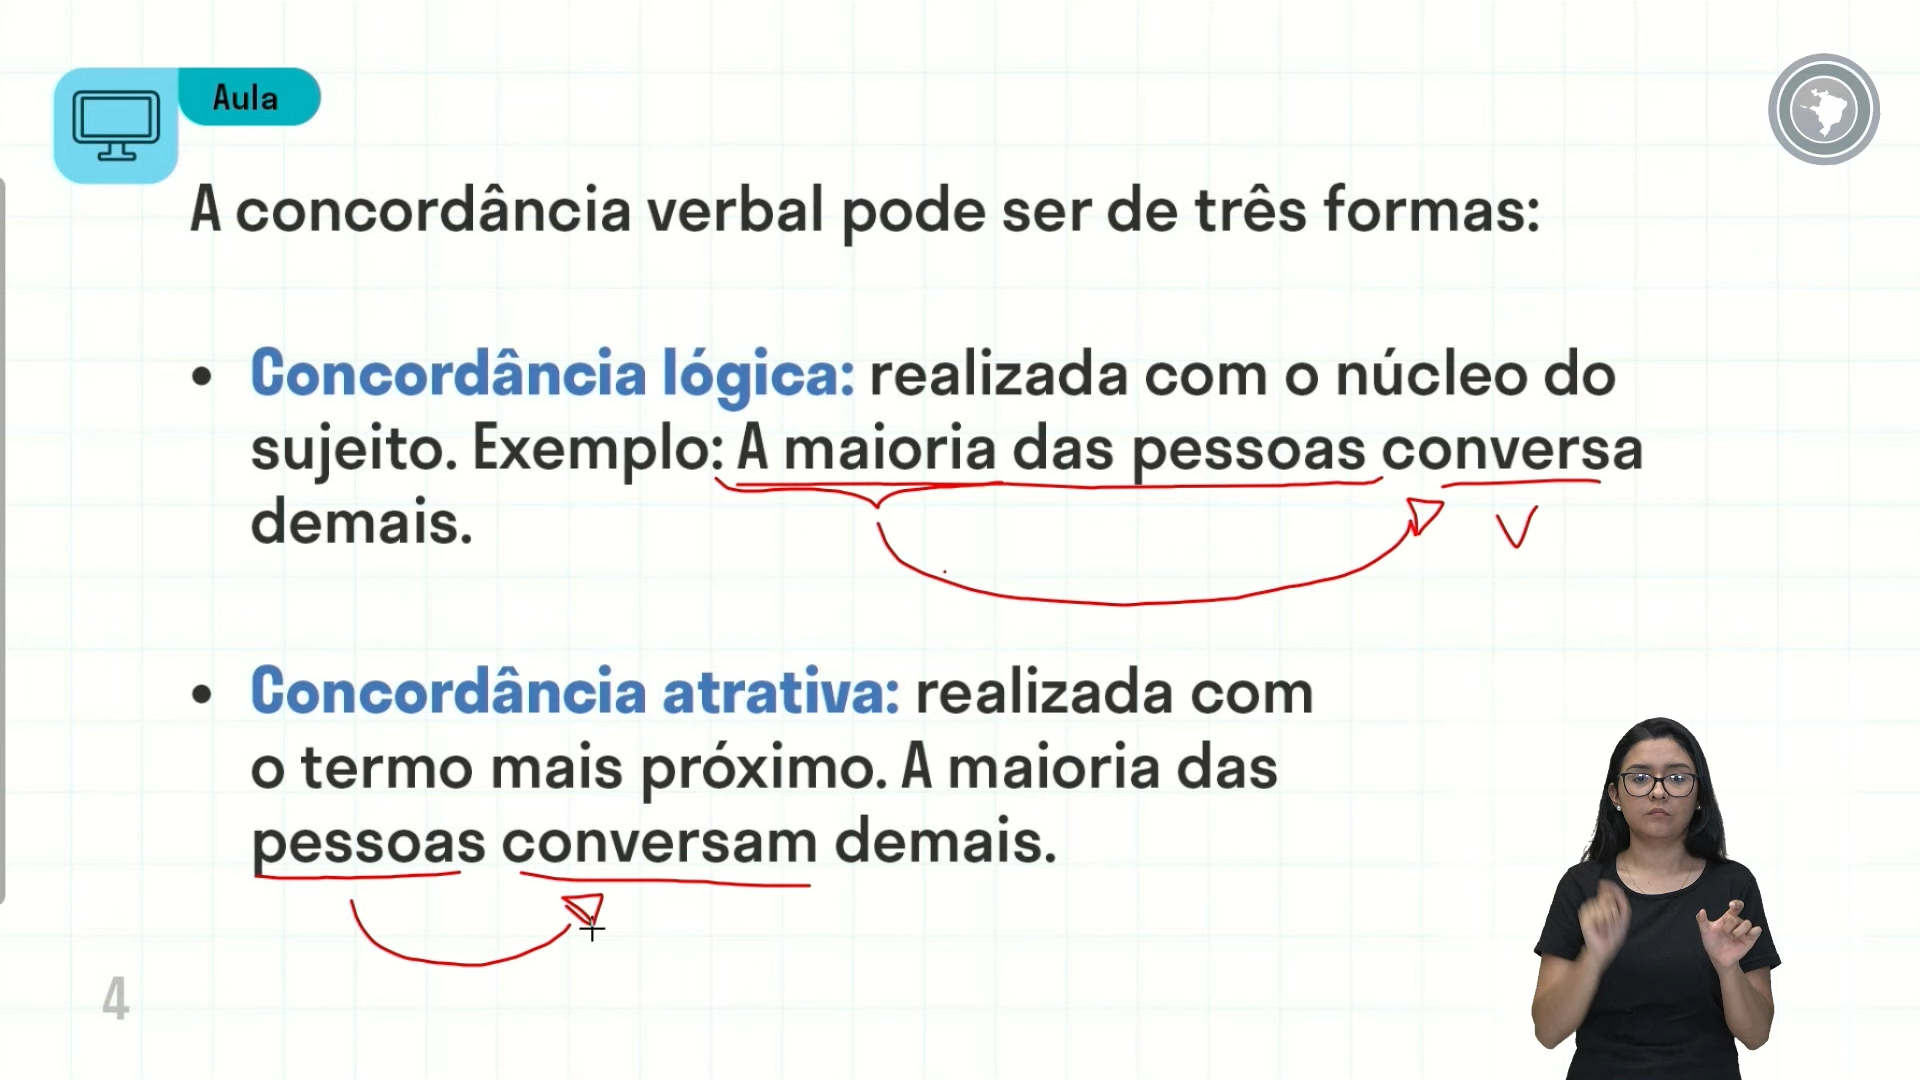 Aula
A concordância verbal pode ser de três formas:
• Concordância lógica: realizada com o núcleo do
sujeito. Exemplo: A maioria das pessoas conversa
demais.
V
• Concordância atrativa: realizada com
o termo mais próximo. A maioria das
pessoas conversam demais.
4